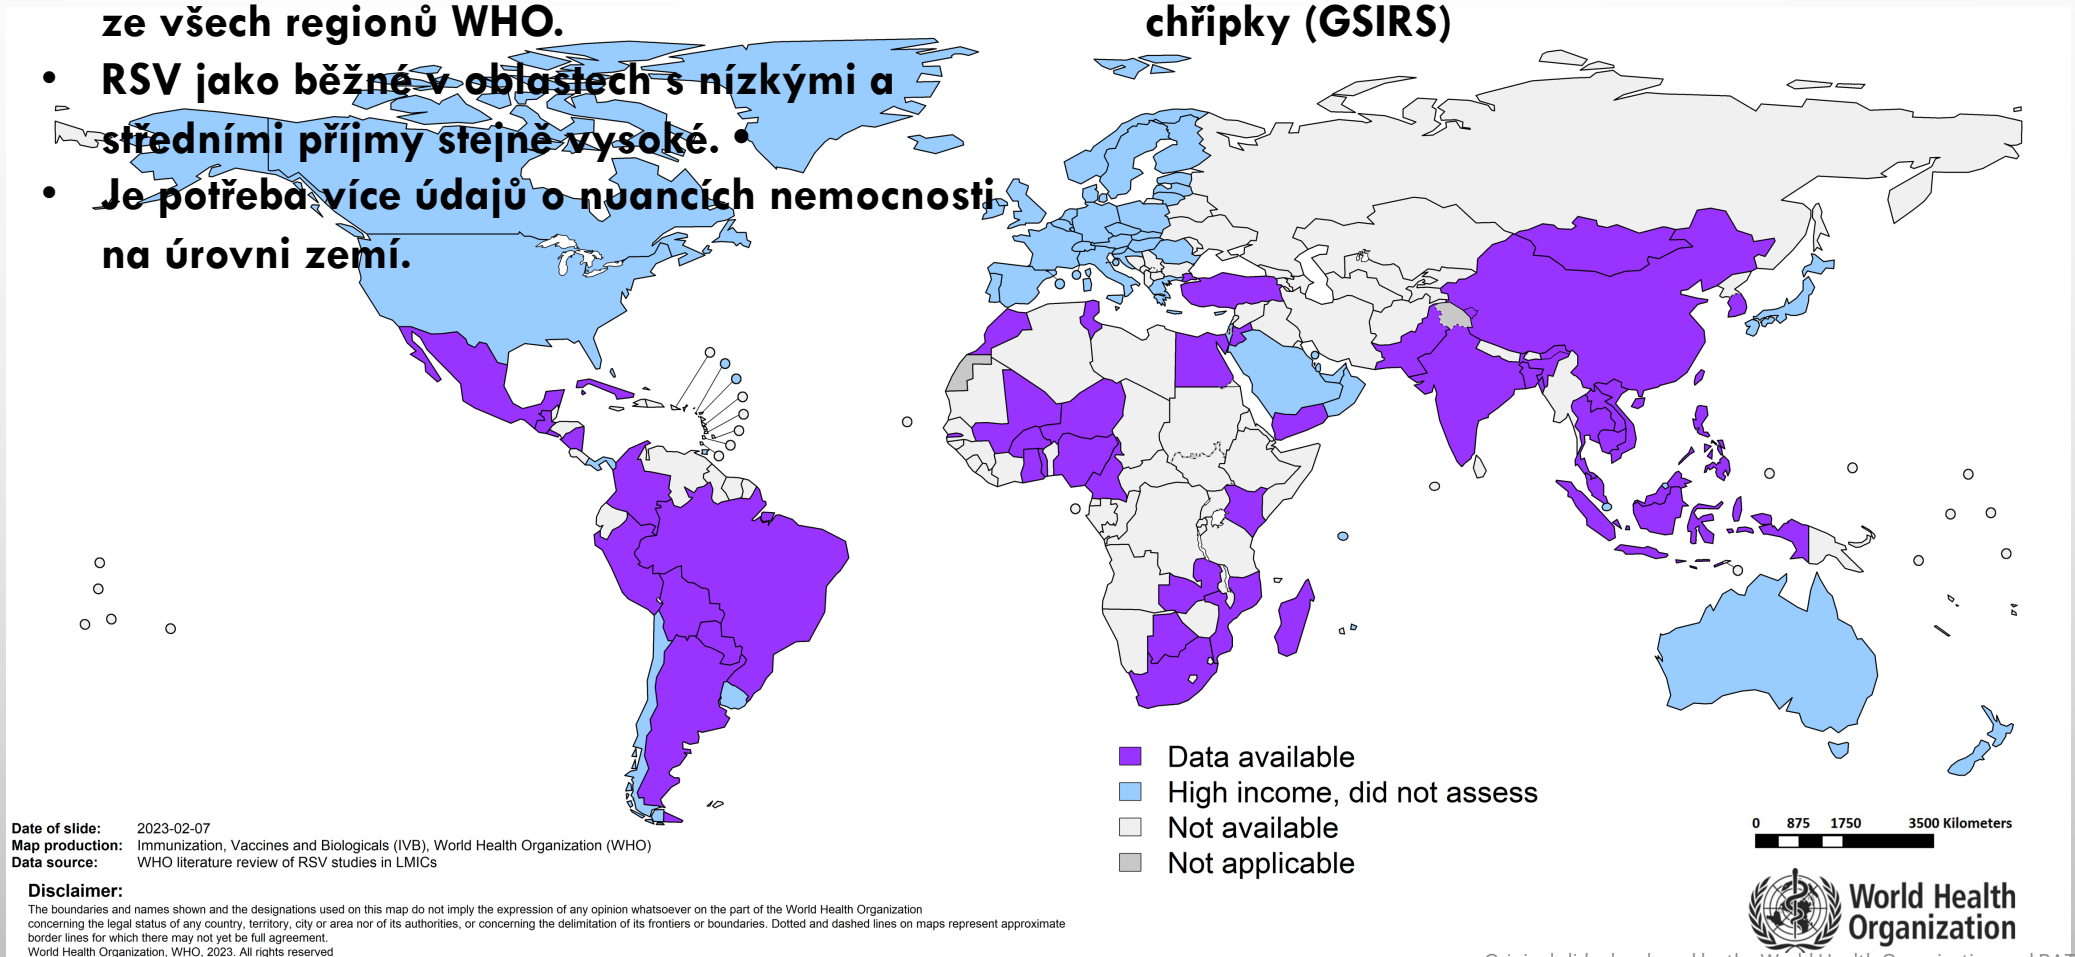 ze všech regionů WHO.
chřipky (GSIRS)
• RSV jako běžné v oblastech s nízkými a
středními příjmy stejně vysoké. •
• Je potřeba více údajů o nuancích nemocnosti
na úrovni zemí.
Data available
High income, did not assess
Not available
Not applicable
0 875 1750 3500 Kilometers
Date of slide: 2023-02-07
Map production: Immunization, Vaccines and Biologicals (IVB), World Health Organization (WHO)
Data source: WHO literature review of RSV studies in LMICs
Disclaimer:
The boundaries and names shown and the designations used on this map do not imply the expression of any opinion whatsoever on the part of the World Health Organization
concerning the legal status of any country, territory, city or area nor of its authorities, or concerning the delimitation of its frontiers or boundaries. Dotted and dashed lines on maps represent approximate
border lines for which there may not yet be full agreement.
World Health Organization, WHO, 2023. All rights reserved
World Health
Organization